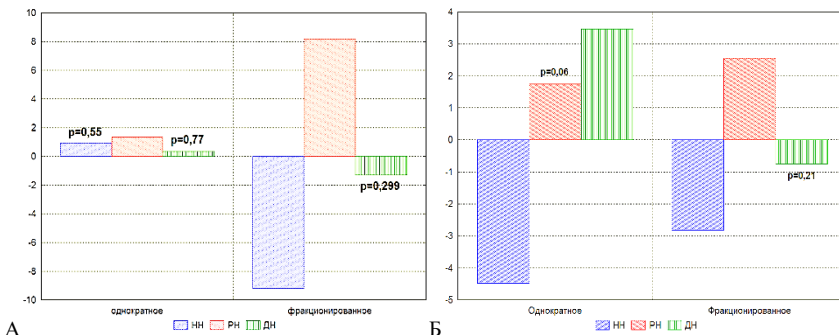 10
8
6
4
2
0
-2
-4
-6
-8
-10
p=0,55
p=0,77
p=0,299
однократное
фракционированное
НН
РН
ДН
А
4
3
2
1
0
-1
-2
-3
-4
-5
p=0,06
p=0,21
Однократное
Фракционированное
НН
РН
ДН
Б